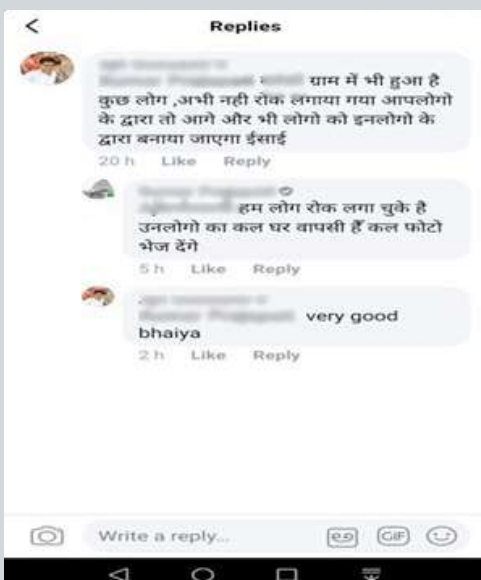 Replies
ग्राम में भी हुआ है
कुछ लोग ,अभी नही रोक लगाया गया आपलोगो
के द्वारा तो आगे और भी लोगो को इनलोगो के
द्वारा बनाया जाएगा ईसाई
20 h Like Reply
हम लोग रोक लगा चुके है
उनलोगो का कल घर वापसी हैँ कल फोटो
भेज देंगे
5 h Like Reply
very good
bhaiya
2 h Like Reply
Write a reply...
GIF